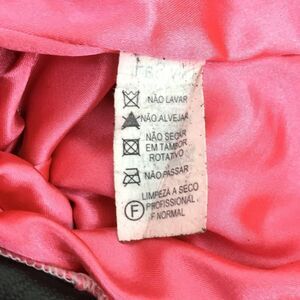 NÃO LAVAR
NÃO ALVEJAR
NÃO SECAR
EM TAMBOR
ROTATIVO
NÃO PASSAR
LIMPEZA À SECO
PROFISSIONAL
F NORMAL
F